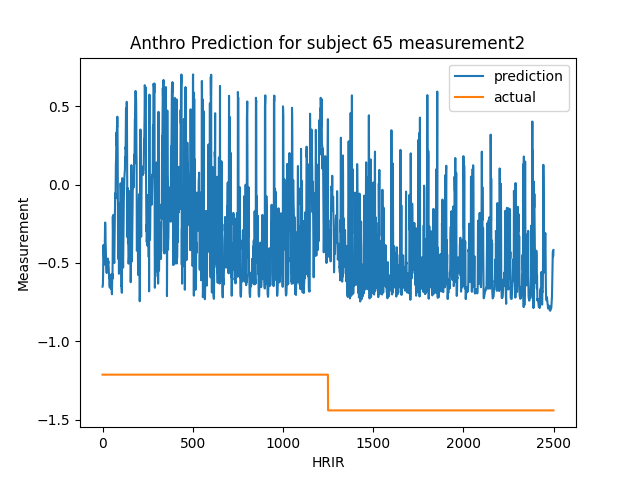 Anthro Prediction for subject 65 measurement2
prediction
actual
Measurement
0.5
0.0
−0.5
−1.0
−1.5
0 500 1000 1500 2000 2500
HRIR